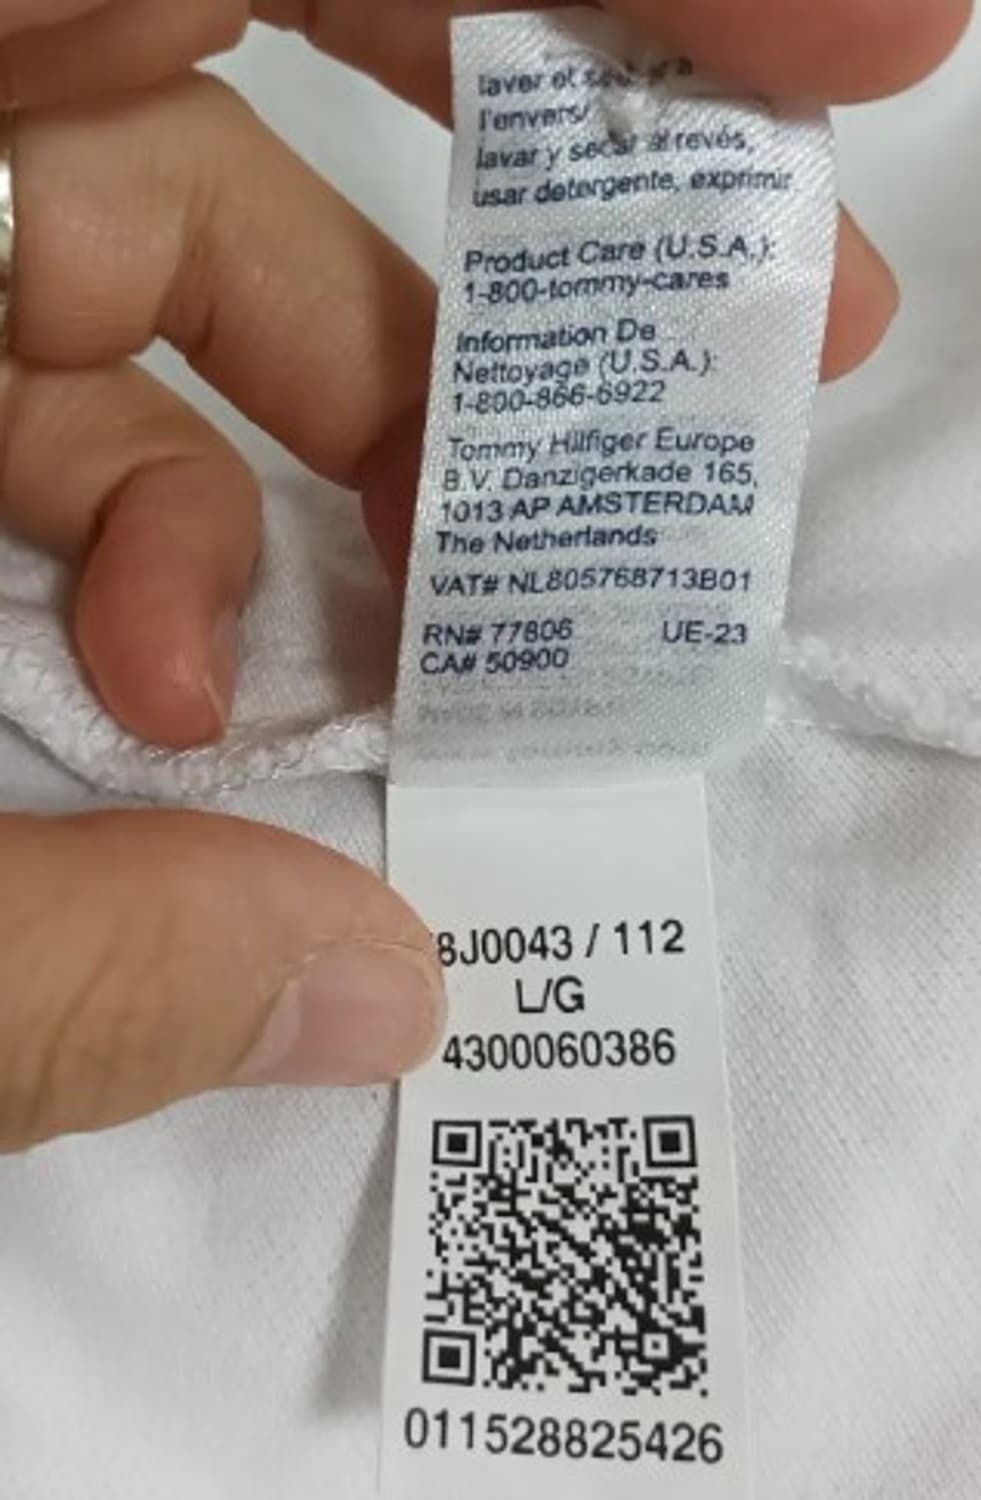 laver et à
l'envers/
lavar y secar al revés,
usar detergente, exprimir
Product Care (U.S.A.):
1-800-tommy-cares
Information De
Nettoyage (U.S.A.):
1-800-866-6922
Tommy Hilfiger Europe
B.V. Danzigerkade 165,
1013 AP AMSTERDAM
The Netherlands
VAT# NL805768713B01
RN# 77806 UE-23
CA# 50900
8J0043 / 112
L/G
4300060386
011528825426